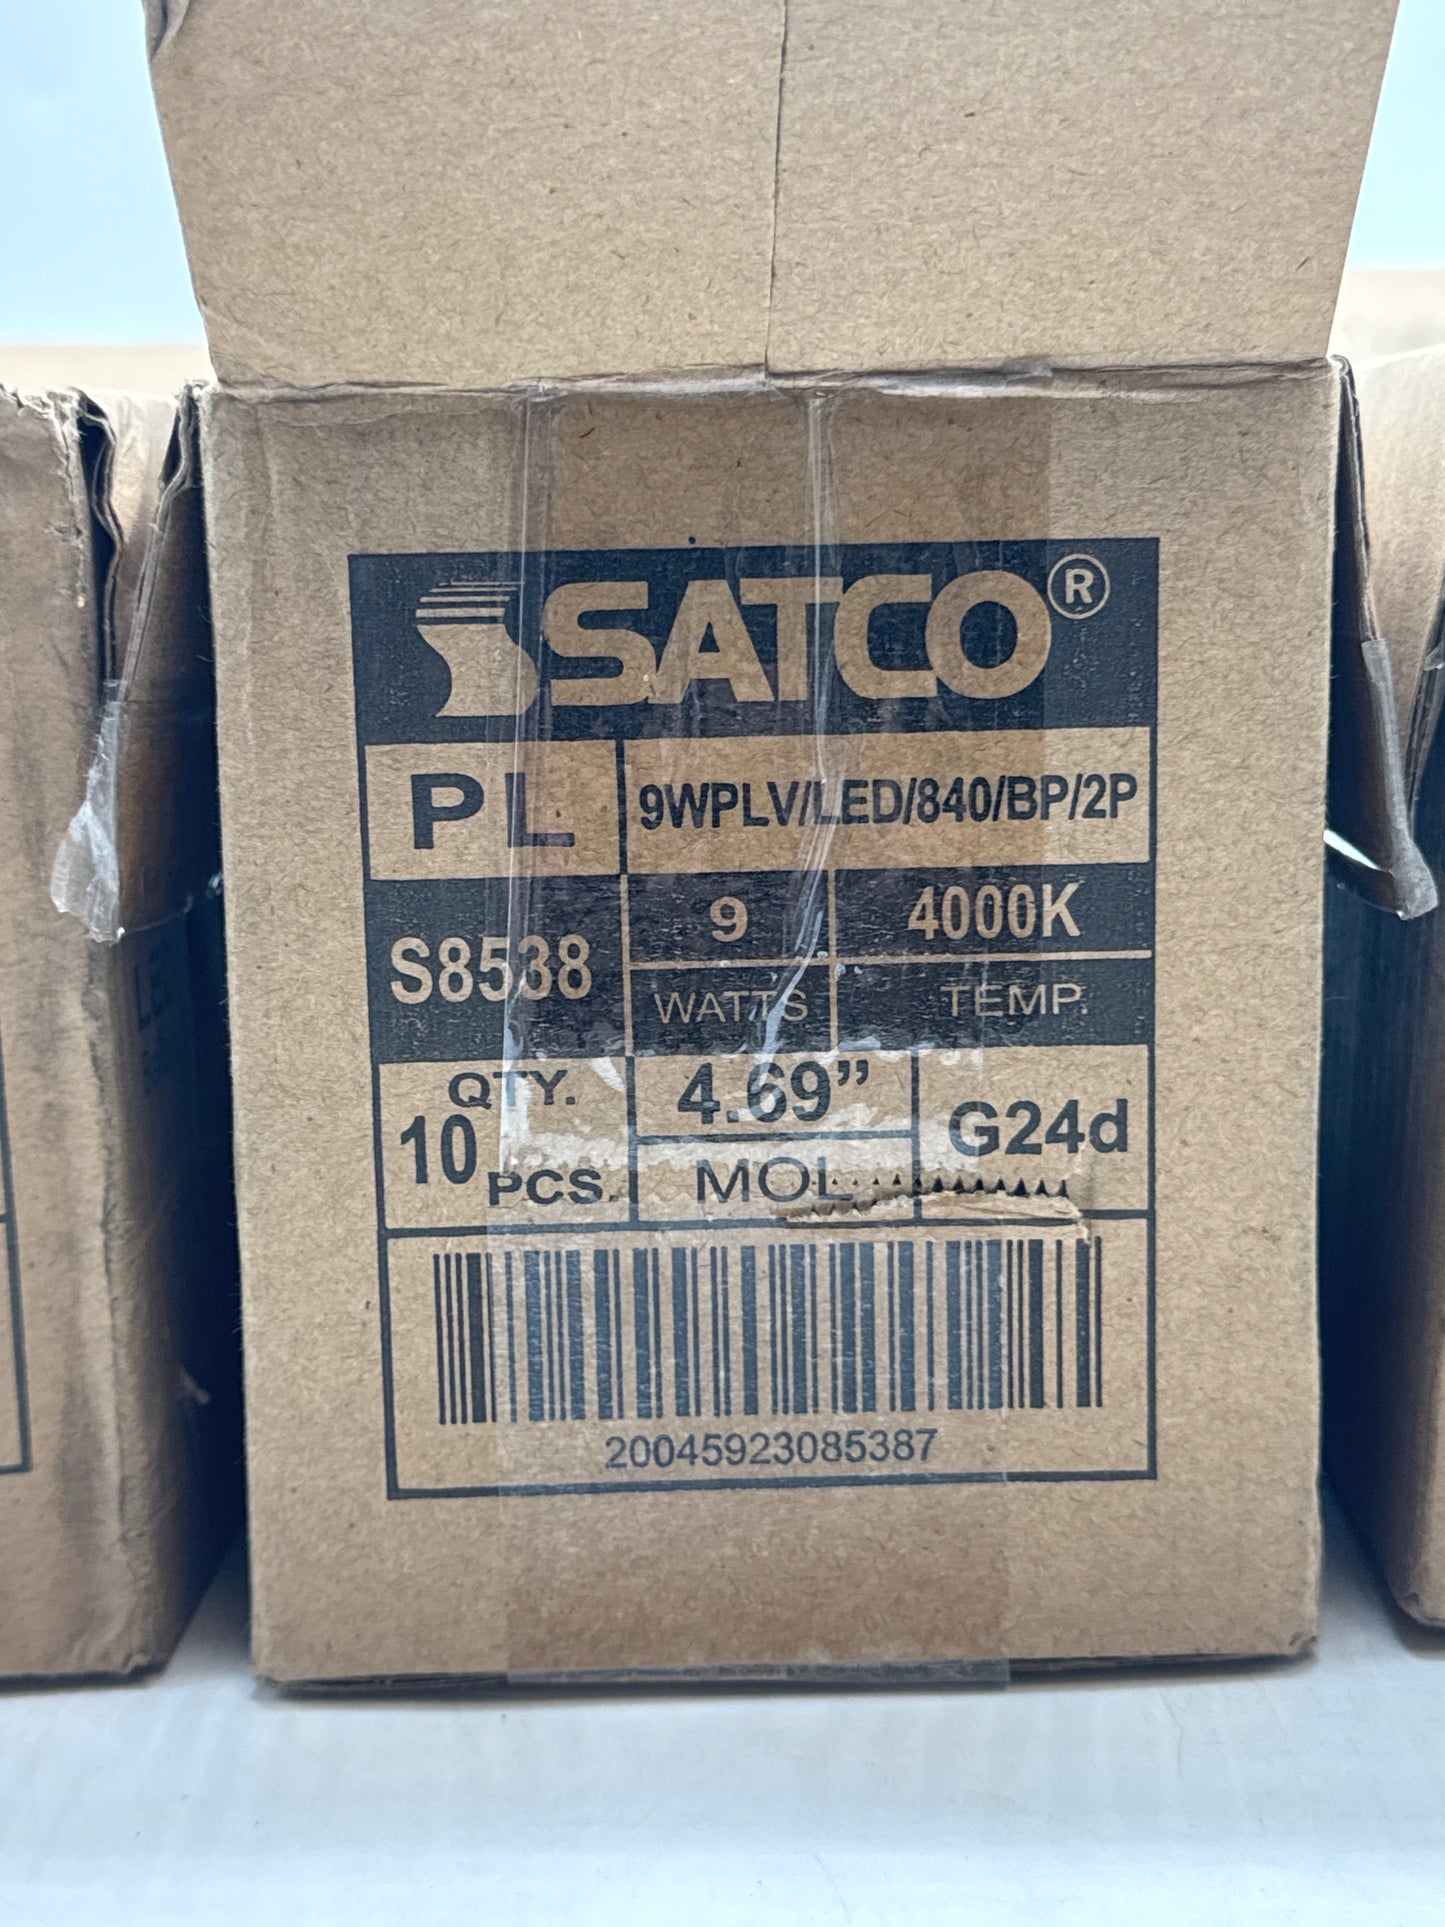 SATCO®
PL
9WPLV/LED/840/BP/2P
S8538
9
WATTS
4000K
TEMP.
QTY.
10 PCS.
4.69”
MOL
G24d
20045923085387